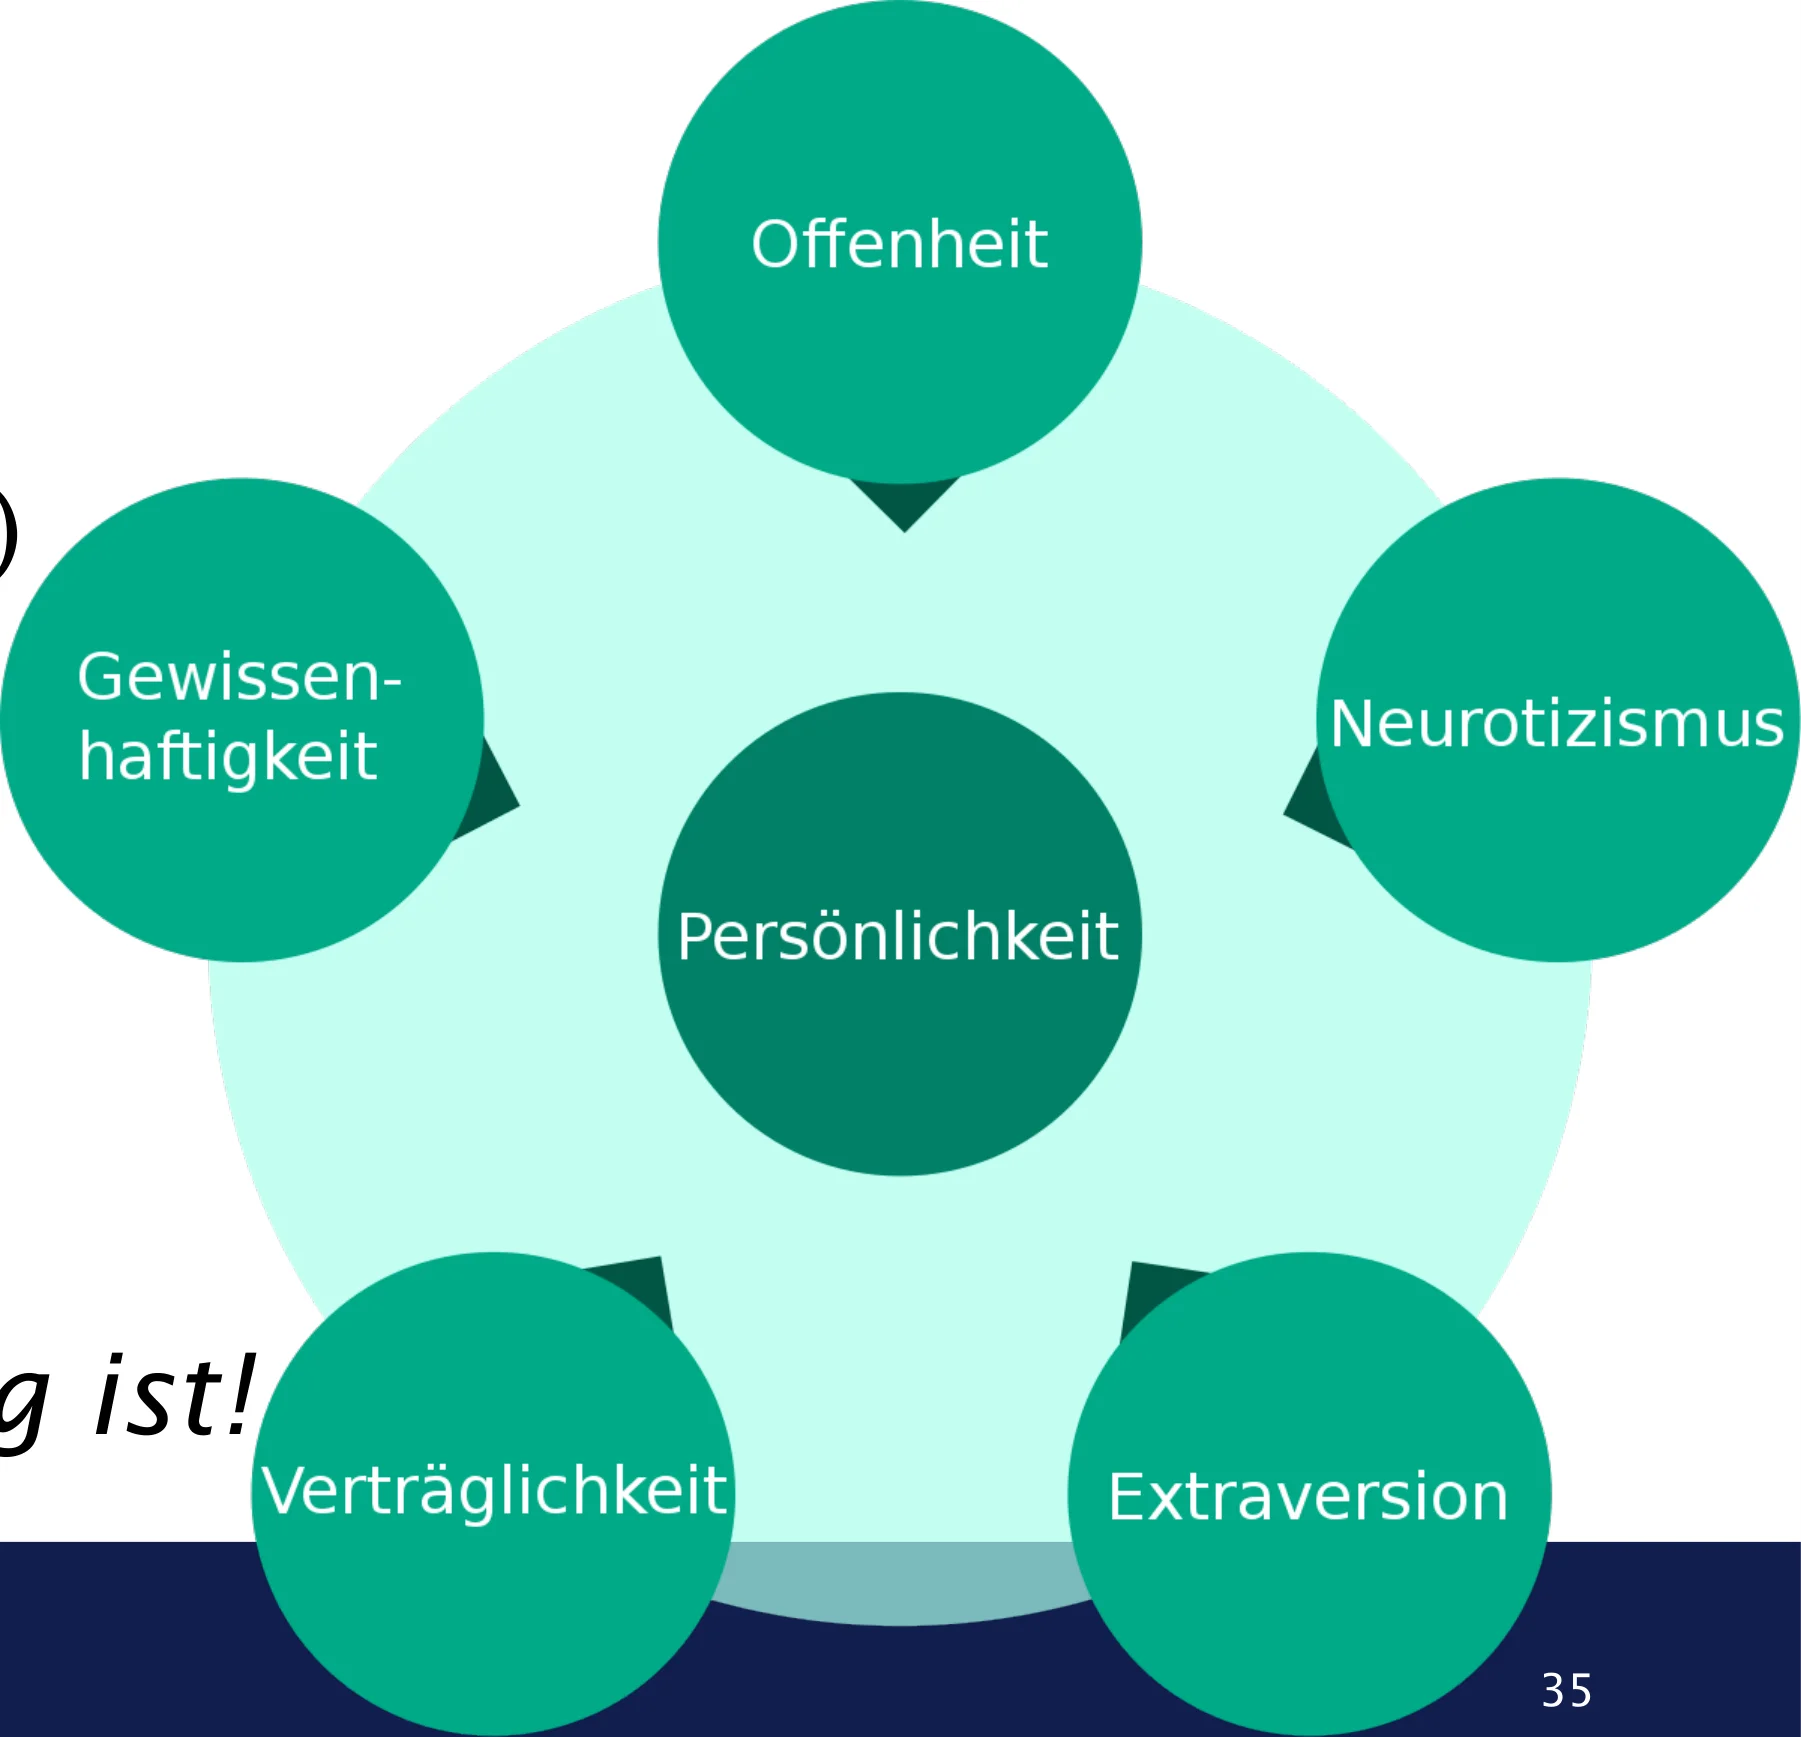 Offenheit
)
Gewissen-
haftigkeit
Neurotizismus
Persönlichkeit
g ist!
Verträglichkeit
Extraversion
35